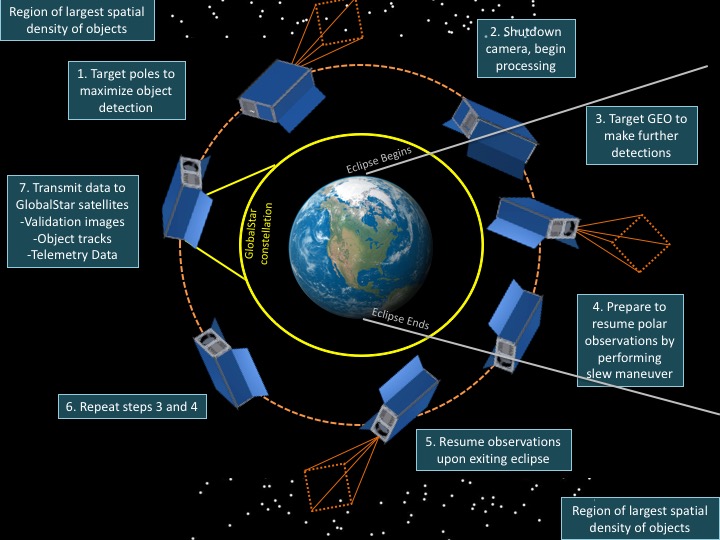 Region of largest spatial
density of objects
1. Target poles to
maximize object
detection
2. Shutdown
camera, begin
processing
3. Target GEO to
make further
detections
Eclipse Begins
7. Transmit data to
GlobalStar satellites
-Validation images
-Object tracks
-Telemetry Data
GlobalStar
constellation
Eclipse Ends
4. Prepare to
resume polar
observations by
performing
slew maneuver
6. Repeat steps 3 and 4
5. Resume observations
upon exiting eclipse
Region of largest spatial
density of objects